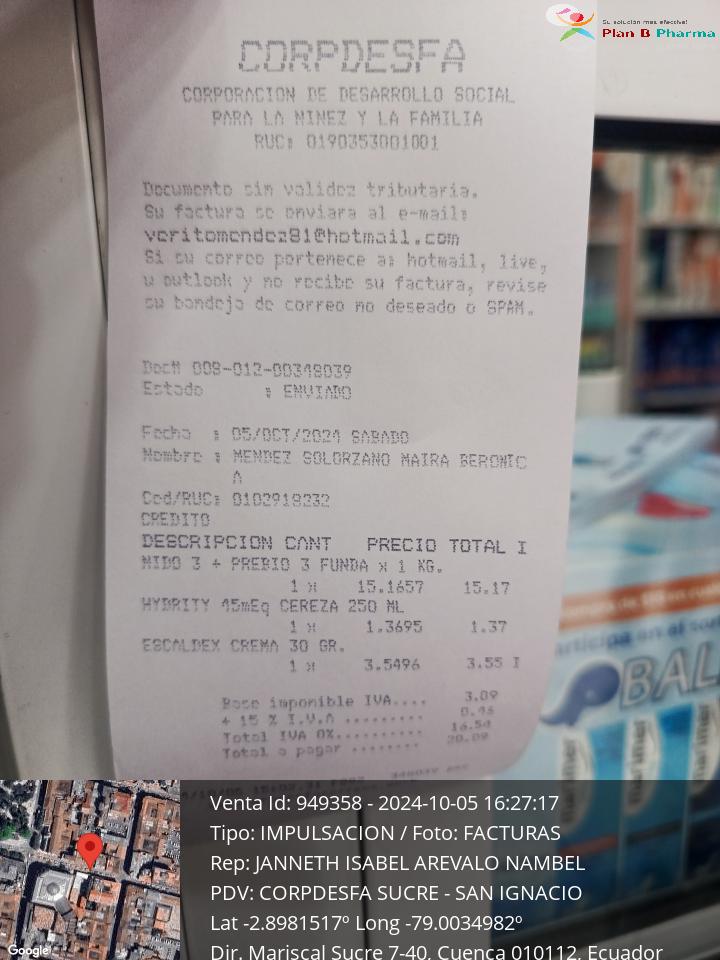 Su solución más efectiva!
Plan B Pharma
CORPDESFA
CORPORACION DE DESARROLLO SOCIAL
PARA LA NINEZ Y LA FAMILIA
RUC: 0190353001001
Documento sin validez tributaria.
Su factura se enviara al e-mail:
veritomendez81@hotmail.com
Si su correo pertenece a: hotmail, live,
u outlook y no recibe su factura, revise
su bandeja de correo no deseado o SPAM.
Doc# 008-012-00348039
Estado : ENVIADO
Fecha : 05/OCT/2024 SABADO
Nombre : MENDEZ SOLORZANO MAIRA BERONIC
A
Ced/RUC: 0102918232
CREDITO
DESCRIPCION CANT PRECIO TOTAL I
NIDO 3 + PREBIO 3 FUNDA x 1 KG.
1 x 15.1657 15.17
HYDRITY 45mEq CEREZA 250 ML
1 x 1.3695 1.37
ESCALDEX CREMA 30 GR.
1 x 3.5496 3.55 I
Base imponible IVA.... 3.09
+ 15 % I.V.A ......... 0.46
Total IVA 0%.......... 16.54
Total a pagar ........ 20.09
BAL
Venta Id: 949358 - 2024-10-05 16:27:17
Tipo: IMPULSACION / Foto: FACTURAS
Rep: JANNETH ISABEL AREVALO NAMBEL
PDV: CORPDESFA SUCRE - SAN IGNACIO
Lat -2.8981517º Long -79.0034982º
Dir. Mariscal Sucre 7-40, Cuenca 010112, Ecuador
Google